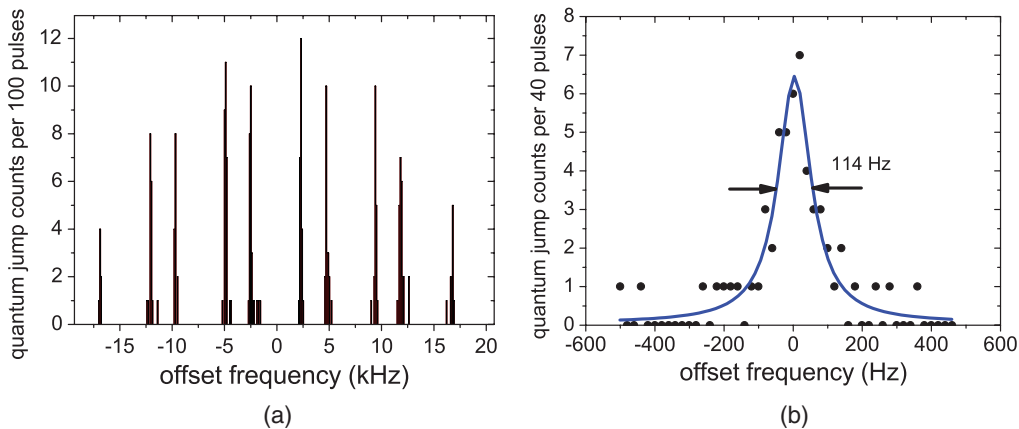 quantum jump counts per 100 pulses
12
10
8
6
4
2
0
-15 -10 -5 0 5 10 15 20
offset frequency (kHz)
(a)
quantum jump counts per 40 pulses
8
7
6
5
4
3
2
1
0
114 Hz
-600 -400 -200 0 200 400 600
offset frequency (Hz)
(b)